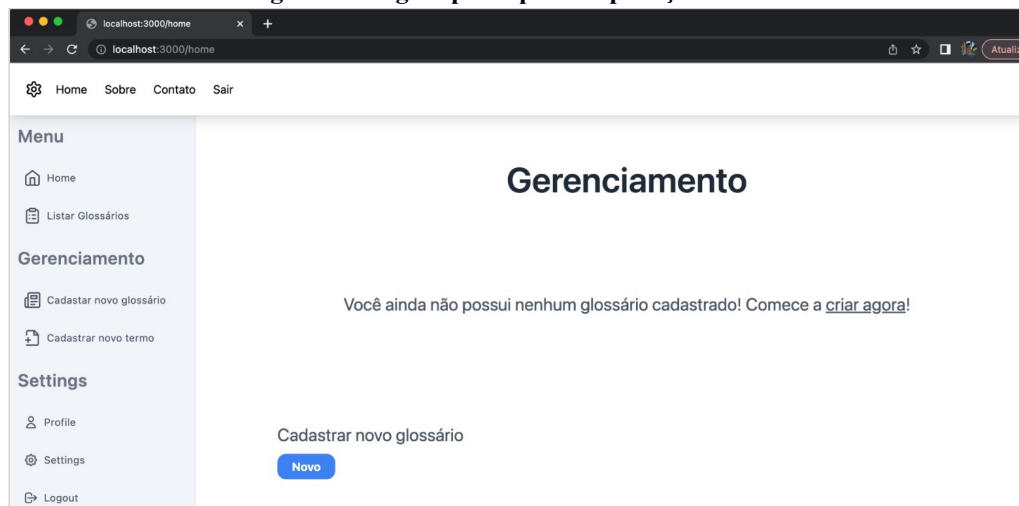 localhost:3000/home
localhost:3000/home
Home Sobre Contato Sair
Menu
Home
Listar Glossários
Gerenciamento
Cadastar novo glossário
Cadastrar novo termo
Settings
Profile
Settings
Logout
Gerenciamento
Você ainda não possui nenhum glossário cadastrado! Comece a criar agora!
Cadastrar novo glossário
Novo